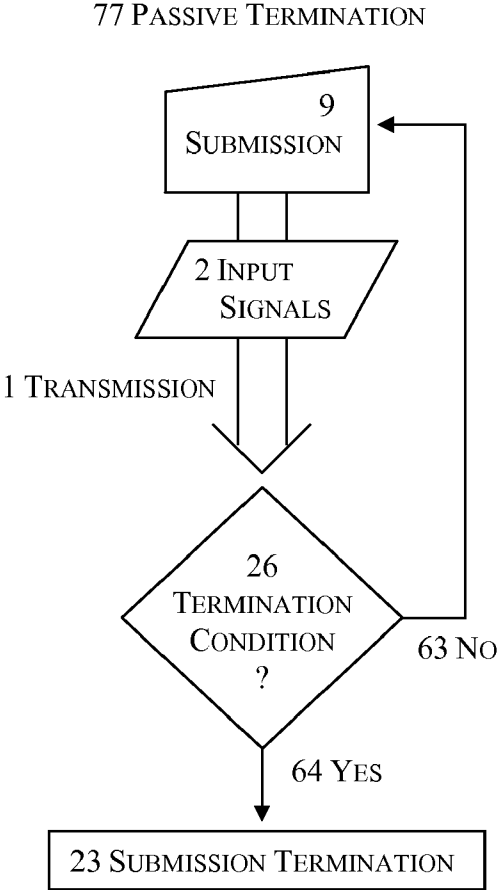 77 PASSIVE TERMINATION
9
SUBMISSION
2 INPUT
SIGNALS
1 TRANSMISSION
26
TERMINATION
CONDITION
?
63 NO
64 YES
23 SUBMISSION TERMINATION